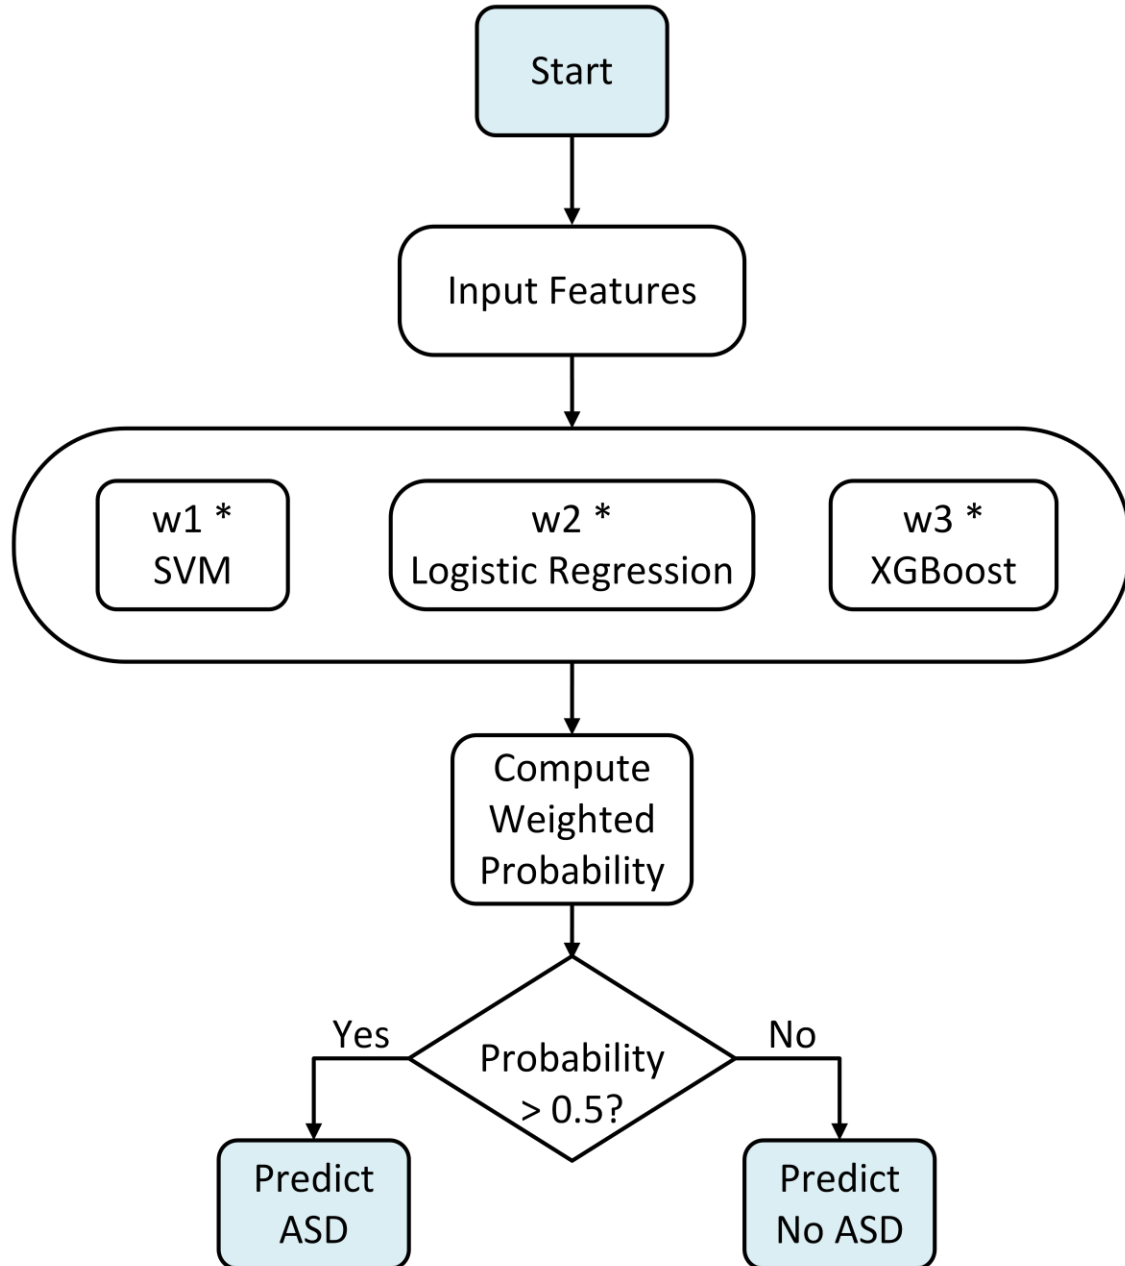 Start
Input Features
w1 *
SVM
w2 *
Logistic Regression
w3 *
XGBoost
Compute
Weighted
Probability
Yes
No
Probability
> 0.5?
Predict
ASD
Predict
No ASD